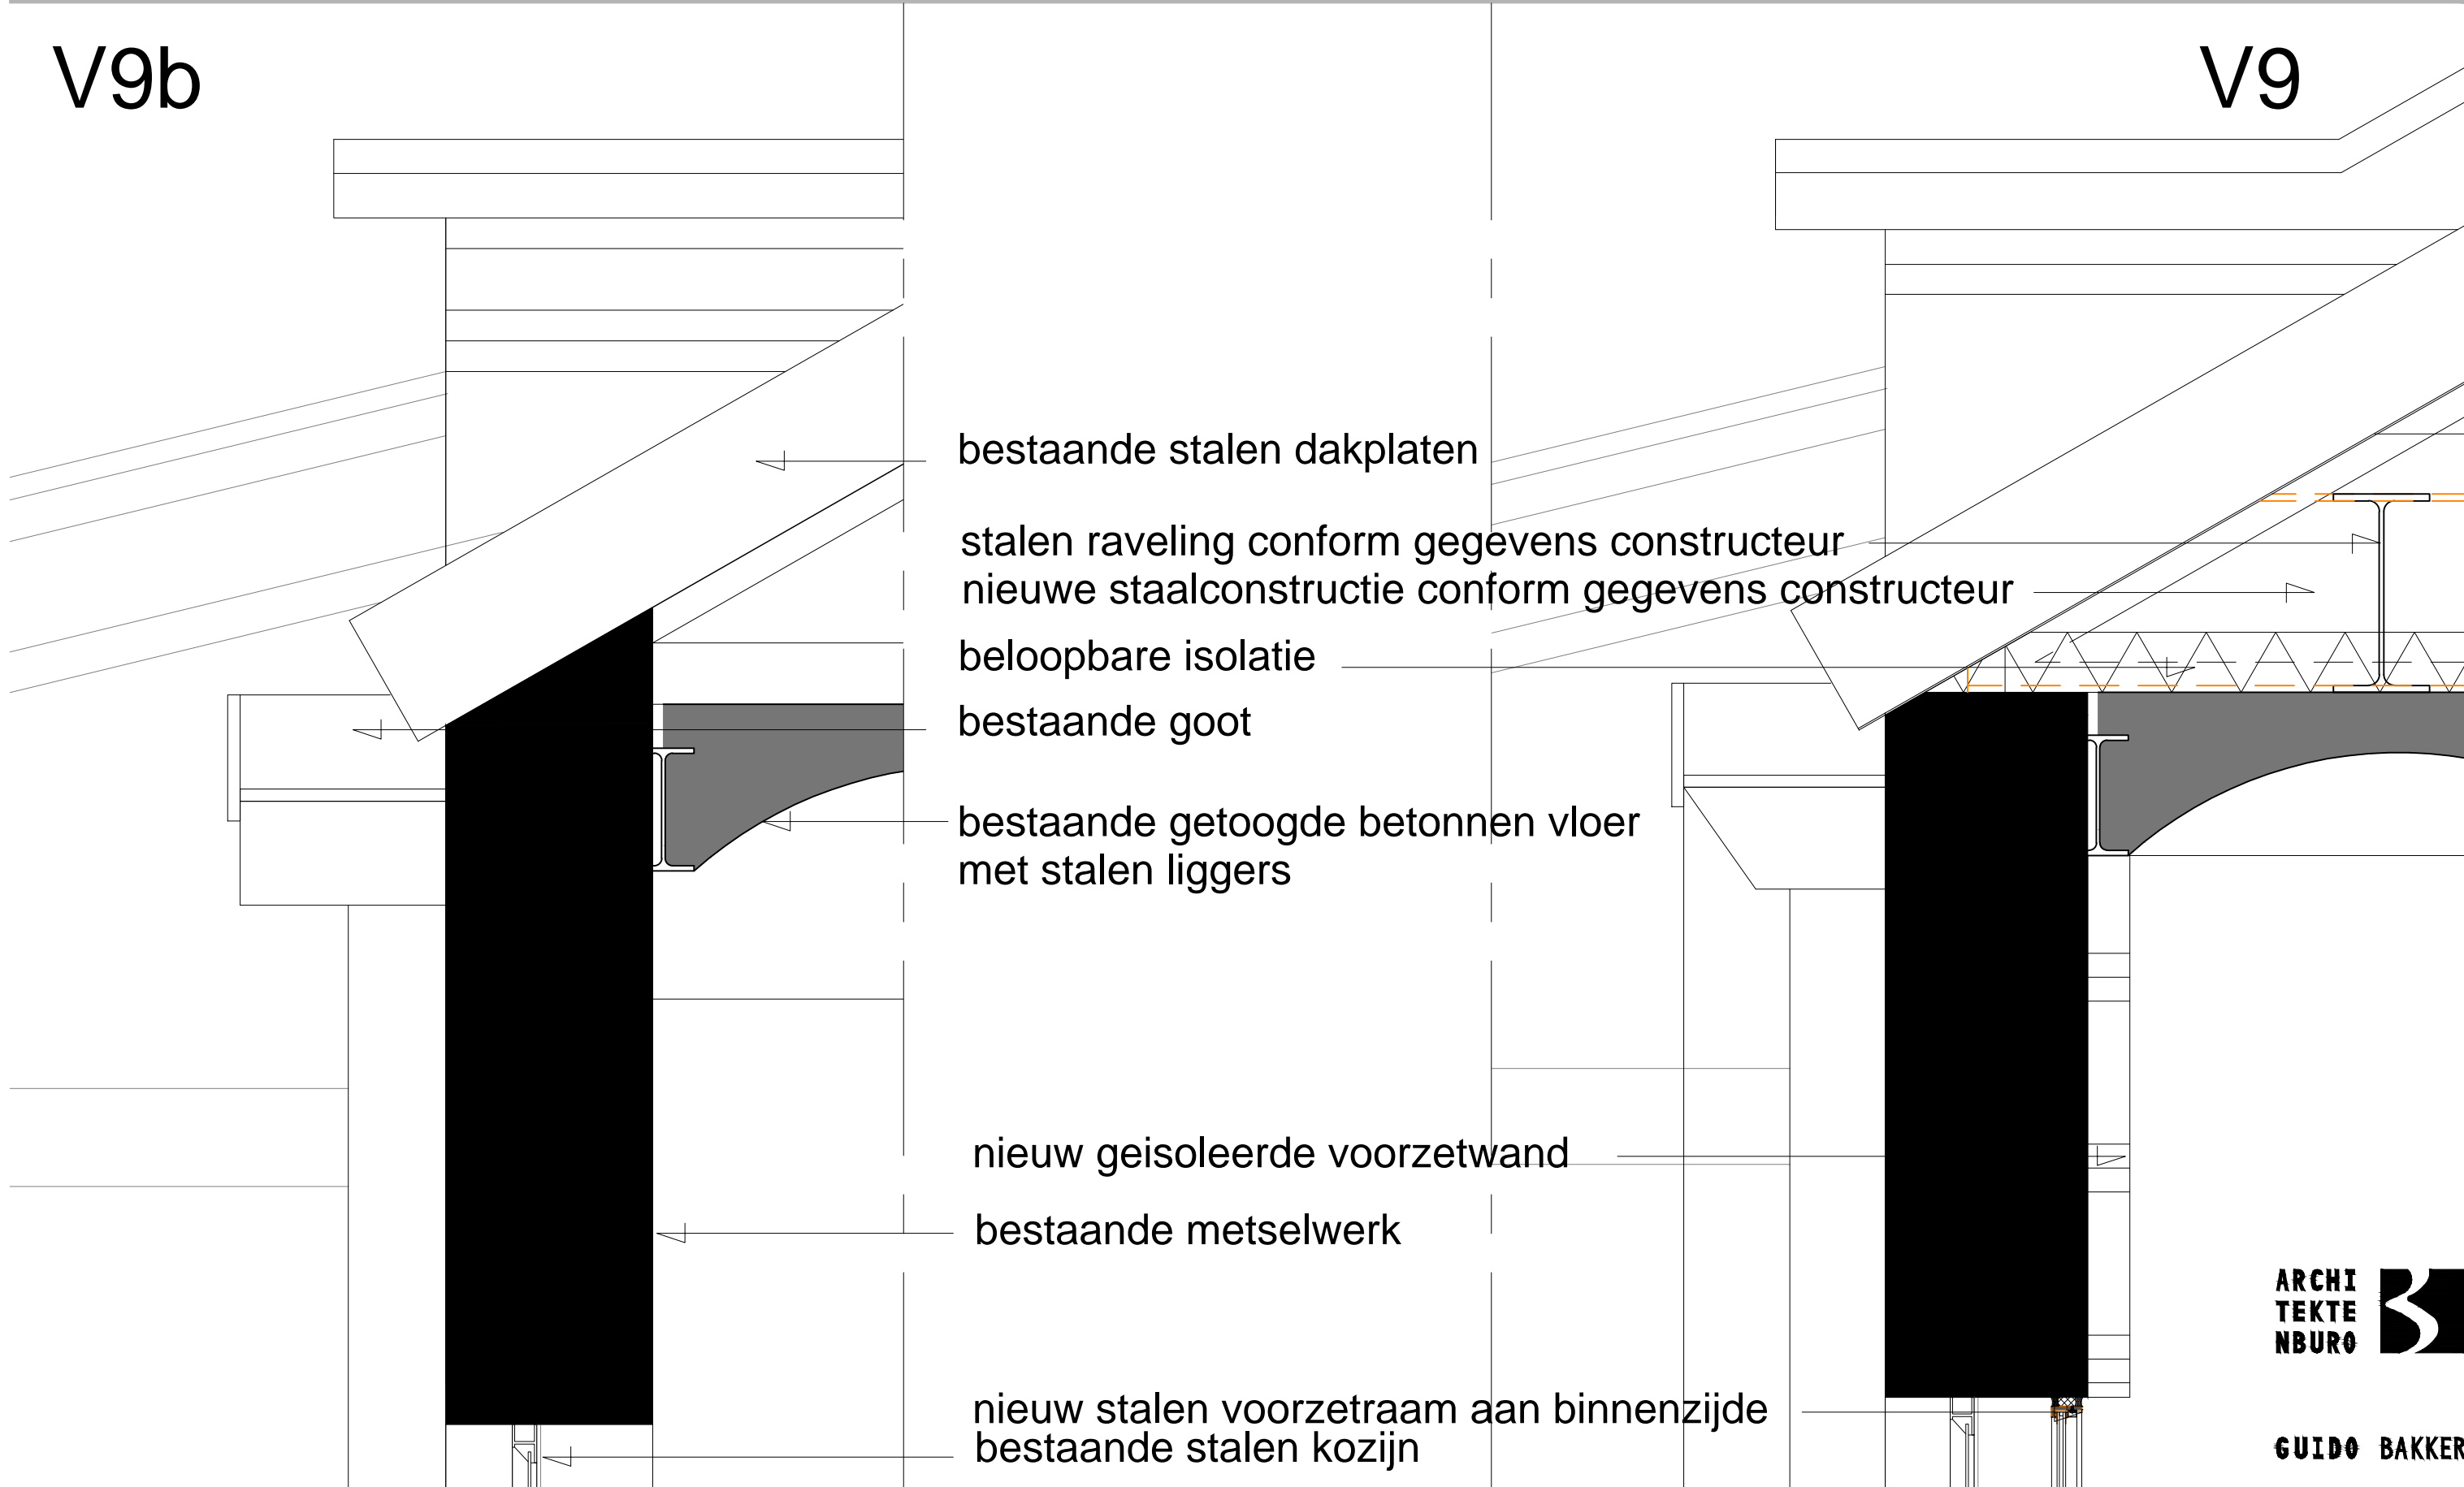 V9b
V9
bestaande stalen dakplaten
stalen raveling conform gegevens constructeur
nieuwe staalconstructie conform gegevens constructeur
beloopbare isolatie
bestaande goot
bestaande getoogde betonnen vloer
met stalen liggers
nieuw geisoleerde voorzetwand
bestaande metselwerk
nieuw stalen voorzetraam aan binnenzijde
bestaande stalen kozijn
ARCHI
TEKTE
NBURO
GUIDO BAKKER